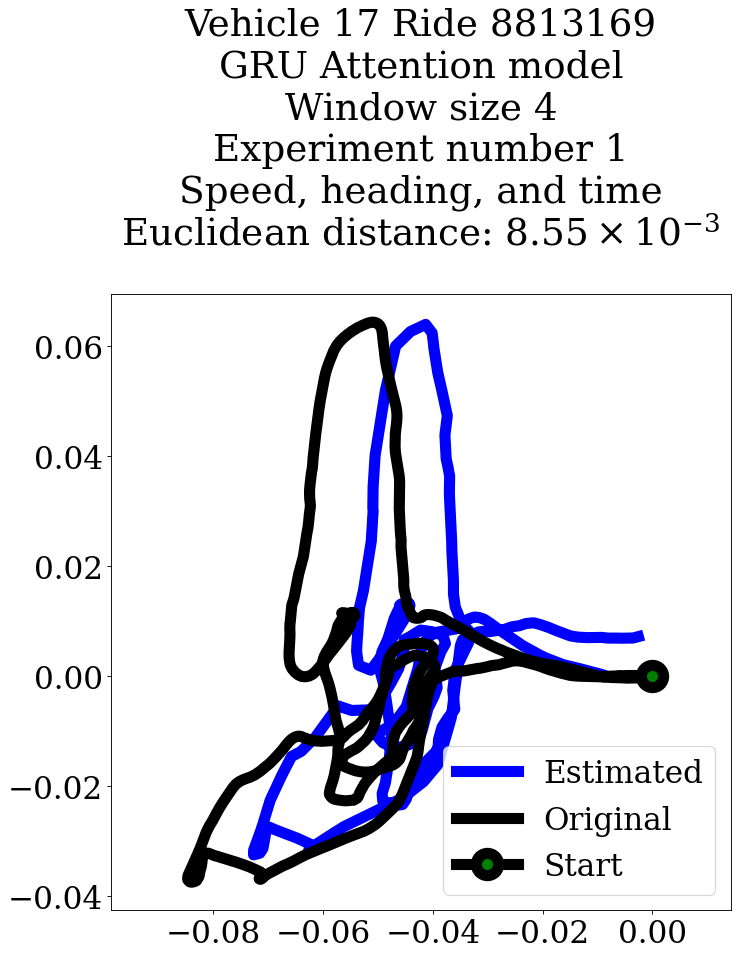 Vehicle 17 Ride 8813169
GRU Attention model
Window size 4
Experiment number 1
Speed, heading, and time
Euclidean distance: 8.55 × 10⁻³
0.06
0.04
0.02
0.00
−0.02
−0.04
Estimated
Original
Start
−0.08 −0.06 −0.04 −0.02 0.00